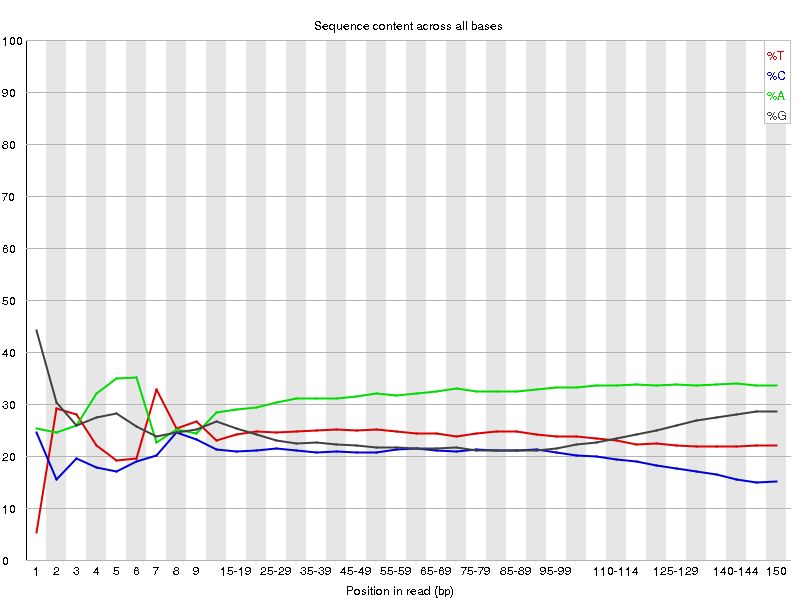 Sequence content across all bases
100
90
80
70
60
50
40
30
20
10
0
%T
%C
%A
%G
1 2 3 4 5 6 7 8 9 15-19 25-29 35-39 45-49 55-59 65-69 75-79 85-89 95-99 110-114 125-129 140-144 150
Position in read (bp)